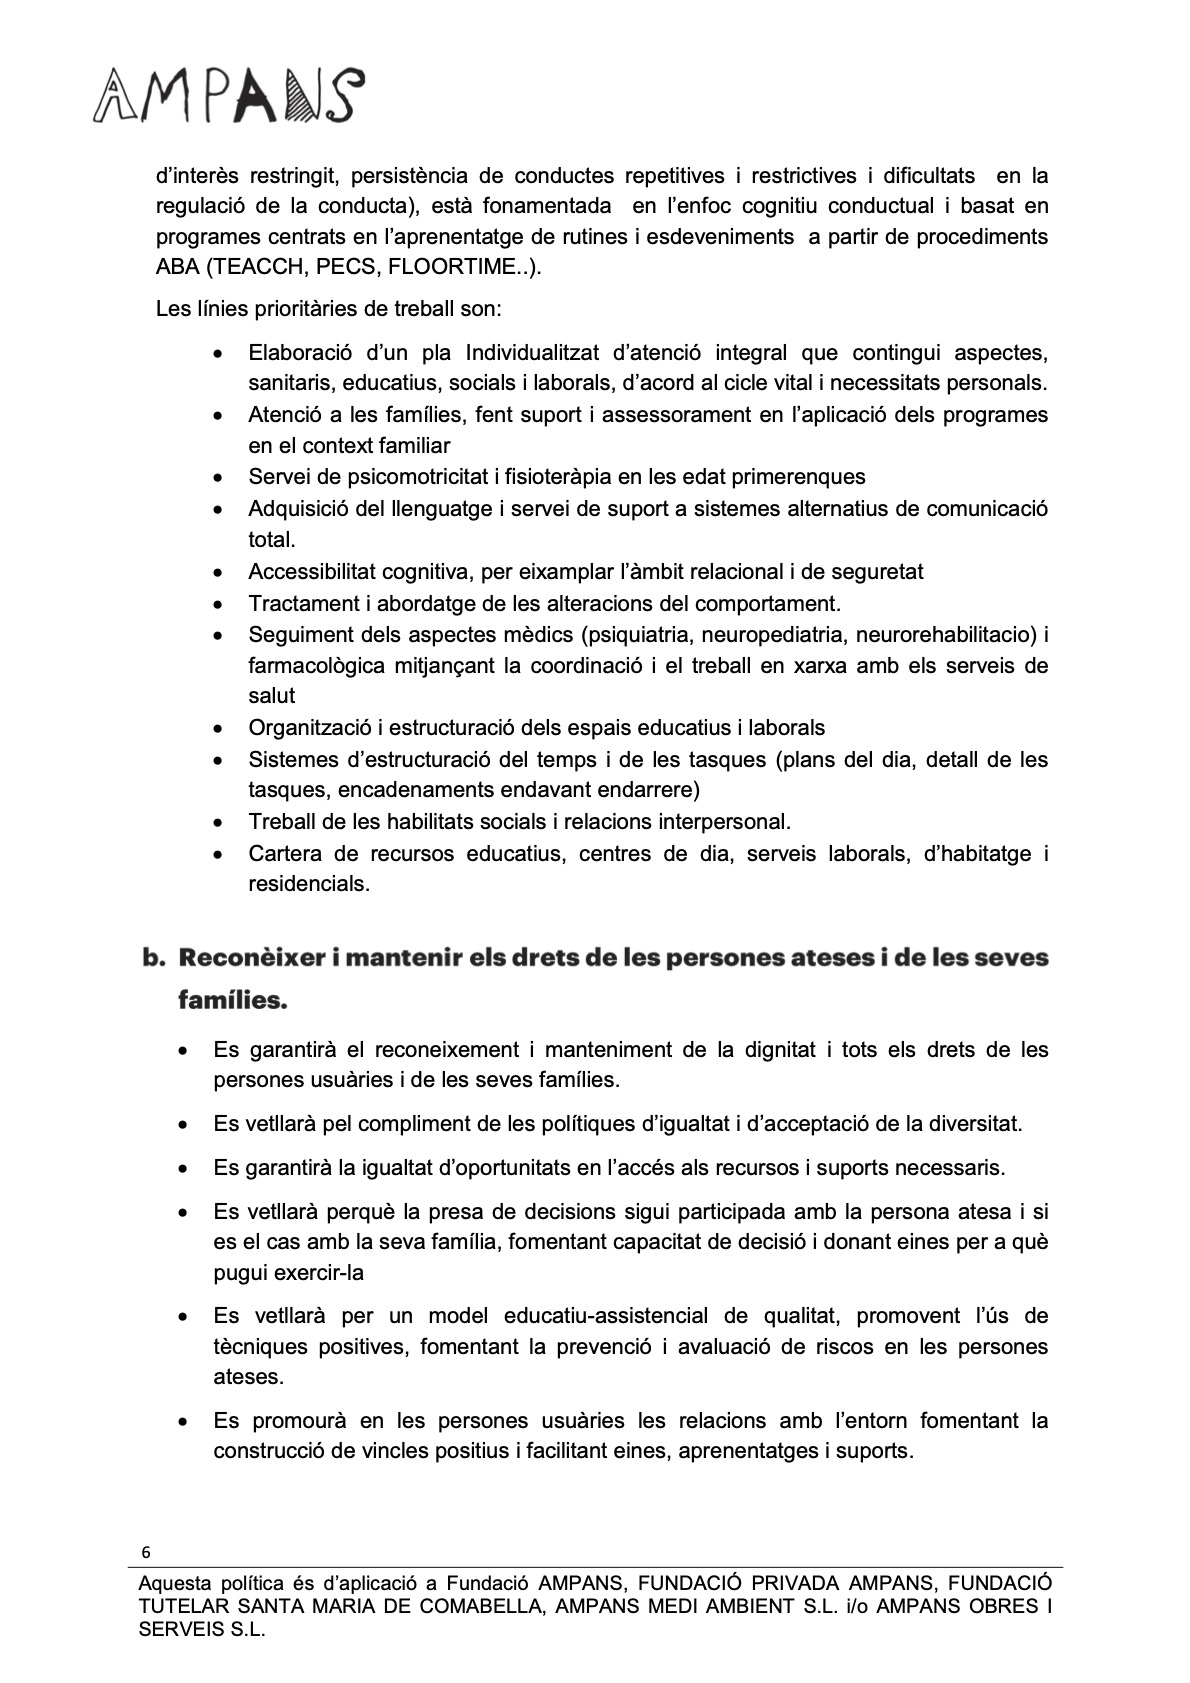 AMPANS
d’interès restringit, persistència de conductes repetitives i restrictives i dificultats en la
regulació de la conducta), està fonamentada en l’enfoc cognitiu conductual i basat en
programes centrats en l’aprenentatge de rutines i esdeveniments a partir de procediments
ABA (TEACCH, PECS, FLOORTIME..).
Les línies prioritàries de treball son:
• Elaboració d’un pla Individualitzat d’atenció integral que contingui aspectes,
sanitaris, educatius, socials i laborals, d’acord al cicle vital i necessitats personals.
• Atenció a les famílies, fent suport i assessorament en l’aplicació dels programes
en el context familiar
• Servei de psicomotricitat i fisioteràpia en les edat primerenques
• Adquisició del llenguatge i servei de suport a sistemes alternatius de comunicació
total.
• Accessibilitat cognitiva, per eixamplar l’àmbit relacional i de seguretat
• Tractament i abordatge de les alteracions del comportament.
• Seguiment dels aspectes mèdics (psiquiatria, neuropediatria, neurorehabilitacio) i
farmacològica mitjançant la coordinació i el treball en xarxa amb els serveis de
salut
• Organització i estructuració dels espais educatius i laborals
• Sistemes d’estructuració del temps i de les tasques (plans del dia, detall de les
tasques, encadenaments endavant endarrere)
• Treball de les habilitats socials i relacions interpersonal.
• Cartera de recursos educatius, centres de dia, serveis laborals, d’habitatge i
residencials.
b. Reconèixer i mantenir els drets de les persones ateses i de les seves
famílies.
• Es garantirà el reconeixement i manteniment de la dignitat i tots els drets de les
persones usuàries i de les seves famílies.
• Es vetllarà pel compliment de les polítiques d’igualtat i d’acceptació de la diversitat.
• Es garantirà la igualtat d’oportunitats en l’accés als recursos i suports necessaris.
• Es vetllarà perquè la presa de decisions sigui participada amb la persona atesa i si
es el cas amb la seva família, fomentant capacitat de decisió i donant eines per a què
pugui exercir-la
• Es vetllarà per un model educatiu-assistencial de qualitat, promovent l’ús de
tècniques positives, fomentant la prevenció i avaluació de riscos en les persones
ateses.
• Es promourà en les persones usuàries les relacions amb l’entorn fomentant la
construcció de vincles positius i facilitant eines, aprenentatges i suports.
6
Aquesta política és d’aplicació a Fundació AMPANS, FUNDACIÓ PRIVADA AMPANS, FUNDACIÓ
TUTELAR SANTA MARIA DE COMABELLA, AMPANS MEDI AMBIENT S.L. i/o AMPANS OBRES I
SERVEIS S.L.